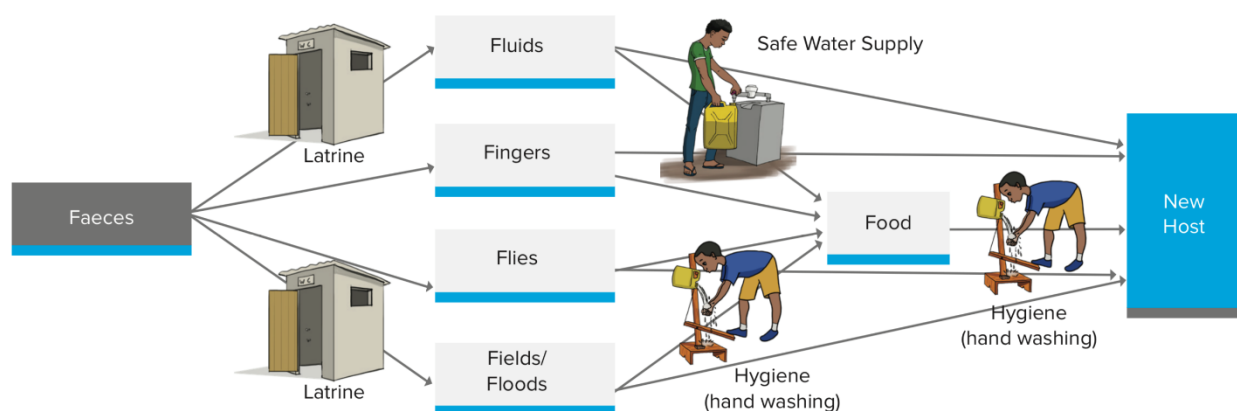 Fluids
Safe Water Supply
W C
Latrine
Fingers
Faeces
Food
New
Host
Flies
Hygiene
(hand washing)
W C
Latrine
Fields/
Floods
Hygiene
(hand washing)